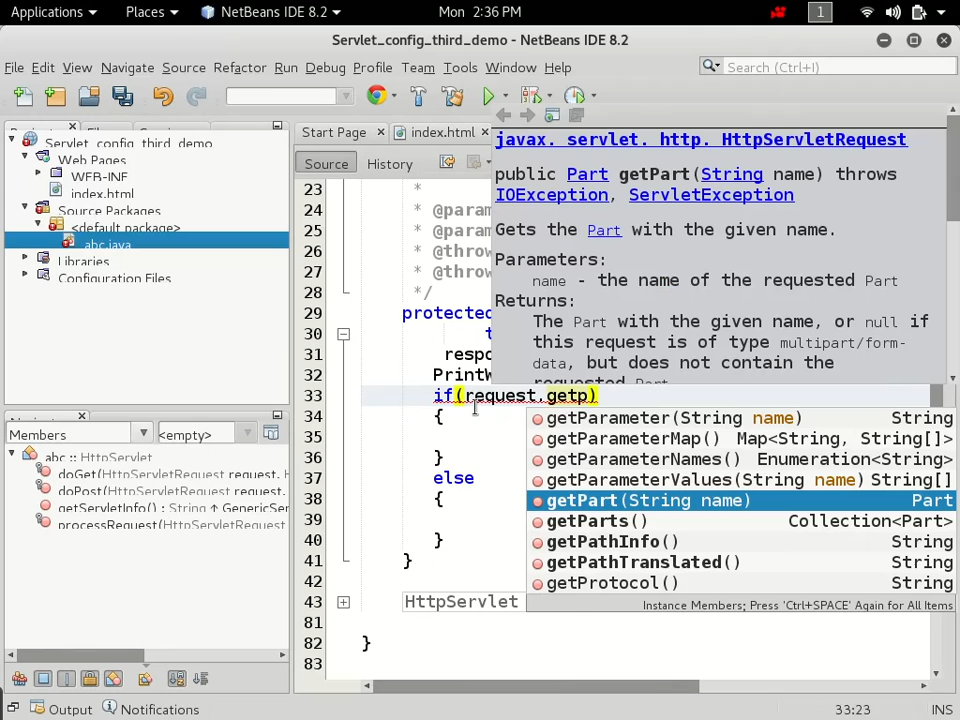 Applications Places NetBeans IDE 8.2 Mon 2:36 PM 1
Servlet_config_third_demo - NetBeans IDE 8.2
File Edit View Navigate Source Refactor Run Debug Profile Team Tools Window Help Search (Ctrl+I)
Start Page index.html
Servlet_config_third_demo
Web Pages
WEB-INF
index.html
Source Packages
<default package>
abc.java
Libraries
Configuration Files
Navigator
Members <empty>
abc :: HttpServlet
doGet(HttpServletRequest request,
doPost(HttpServletRequest request,
getServletInfo() : String ↑ GenericSer
processRequest(HttpServletRequest
Source History
23 *
24 * @param
25 * @param
26 * @throw
27 * @throw
28 */
29 protected
30 t
31 respo
32 PrintW
33 if(request.getp)
34 {
35
36 }
37 else
38 {
39
40 }
41 }
42
43 HttpServlet
81
82 }
83
javax. servlet. http. HttpServletRequest
public Part getPart(String name) throws
IOException, ServletException
Gets the Part with the given name.
Parameters:
name - the name of the requested Part
Returns:
The Part with the given name, or null if
this request is of type multipart/form-
data, but does not contain the
requested Part
getParameter(String name) String
getParameterMap() Map<String, String[]>
getParameterNames() Enumeration<String>
getParameterValues(String name) String[]
getPart(String name) Part
getParts() Collection<Part>
getPathInfo() String
getPathTranslated() String
getProtocol() String
Instance Members; Press 'Ctrl+SPACE' Again for All Items
Output Notifications 33:23 INS